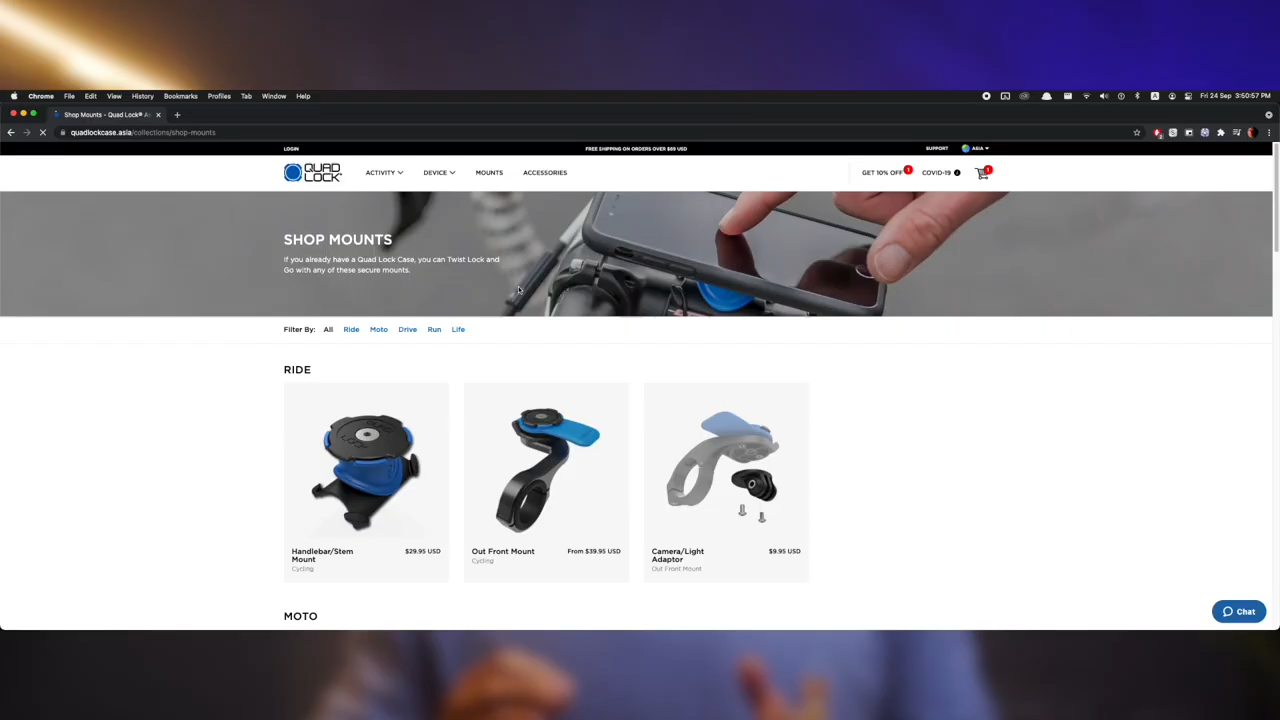 Chrome File Edit View History Bookmarks Profiles Tab Window Help
A
Fri 24 Sep 3:50:57 PM
Shop Mounts - Quad Lock® A
quadlockcase.asia/collections/shop-mounts
LOGIN
FREE SHIPPING ON ORDERS OVER $69 USD
SUPPORT
ASIA
QUAD LOCK
ACTIVITY DEVICE MOUNTS ACCESSORIES
GET 10% OFF 1
COVID-19
1
SHOP MOUNTS
If you already have a Quad Lock Case, you can Twist Lock and
Go with any of these secure mounts.
Filter By: All Ride Moto Drive Run Life
RIDE
Handlebar/Stem
Mount
$29.95 USD
Cycling
Out Front Mount
From $39.95 USD
Cycling
Camera/Light
Adaptor
$9.95 USD
Out Front Mount
MOTO
Chat